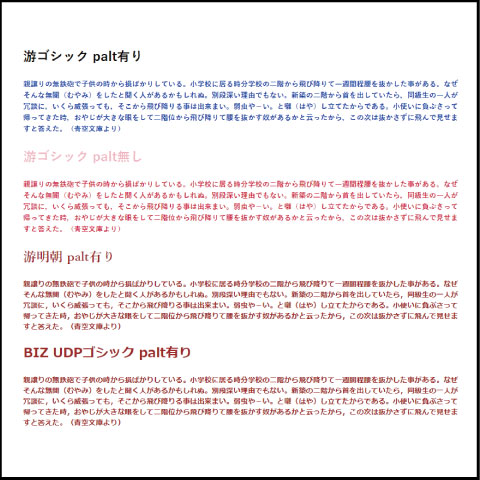 游ゴシック palt有り
親譲りの無鉄砲で子供の時から損ばかりしている。小学校に居る時分学校の二階から飛び降りて一週間程腰を抜かした事がある。なぜ
そんな無闇（むやみ）をしたと聞く人があるかもしれぬ。別段深い理由でもない。新築の二階から首を出していたら、同級生の一人が
冗談に、いくら威張っても、そこから飛び降りる事は出来まい。弱虫やーい。と囃（はや）し立てたからである。小使いに負ぶさって
帰ってきた時、おやじが大きな眼をして二階位から飛び降りて腰を抜かす奴があるかと云ったから、この次は抜かさずに飛んで見せま
すと答えた。（青空文庫より）
游ゴシック palt無し
親譲りの無鉄砲で子供の時から損ばかりしている。小学校に居る時分学校の二階から飛び降りて一週間程腰を抜かした事がある。なぜ
そんな無闇（むやみ）をしたと聞く人があるかもしれぬ。別段深い理由でもない。新築の二階から首を出していたら、同級生の一人が
冗談に、いくら威張っても、そこから飛び降りる事は出来まい。弱虫やーい。と囃（はや）し立てたからである。小使いに負ぶさって
帰ってきた時、おやじが大きな眼をして二階位から飛び降りて腰を抜かす奴があるかと云ったから、この次は抜かさずに飛んで見せま
すと答えた。（青空文庫より）
游明朝 palt有り
親譲りの無鉄砲で子供の時から損ばかりしている。小学校に居る時分学校の二階から飛び降りて一週間程腰を抜かした事がある。なぜ
そんな無闇（むやみ）をしたと聞く人があるかもしれぬ。別段深い理由でもない。新築の二階から首を出していたら、同級生の一人が
冗談に、いくら威張っても、そこから飛び降りる事は出来まい。弱虫やーい。と囃（はや）し立てたからである。小使いに負ぶさって
帰ってきた時、おやじが大きな眼をして二階位から飛び降りて腰を抜かす奴があるかと云ったから、この次は抜かさずに飛んで見せま
すと答えた。（青空文庫より）
BIZ UDPゴシック palt有り
親譲りの無鉄砲で子供の時から損ばかりしている。小学校に居る時分学校の二階から飛び降りて一週間程腰を抜かした事がある。なぜ
そんな無闇（むやみ）をしたと聞く人があるかもしれぬ。別段深い理由でもない。新築の二階から首を出していたら、同級生の一人が
冗談に、いくら威張っても、そこから飛び降りる事は出来まい。弱虫やーい。と囃（はや）し立てたからである。小使いに負ぶさって
帰ってきた時、おやじが大きな眼をして二階位から飛び降りて腰を抜かす奴があるかと云ったから、この次は抜かさずに飛んで見せま
すと答えた。（青空文庫より）